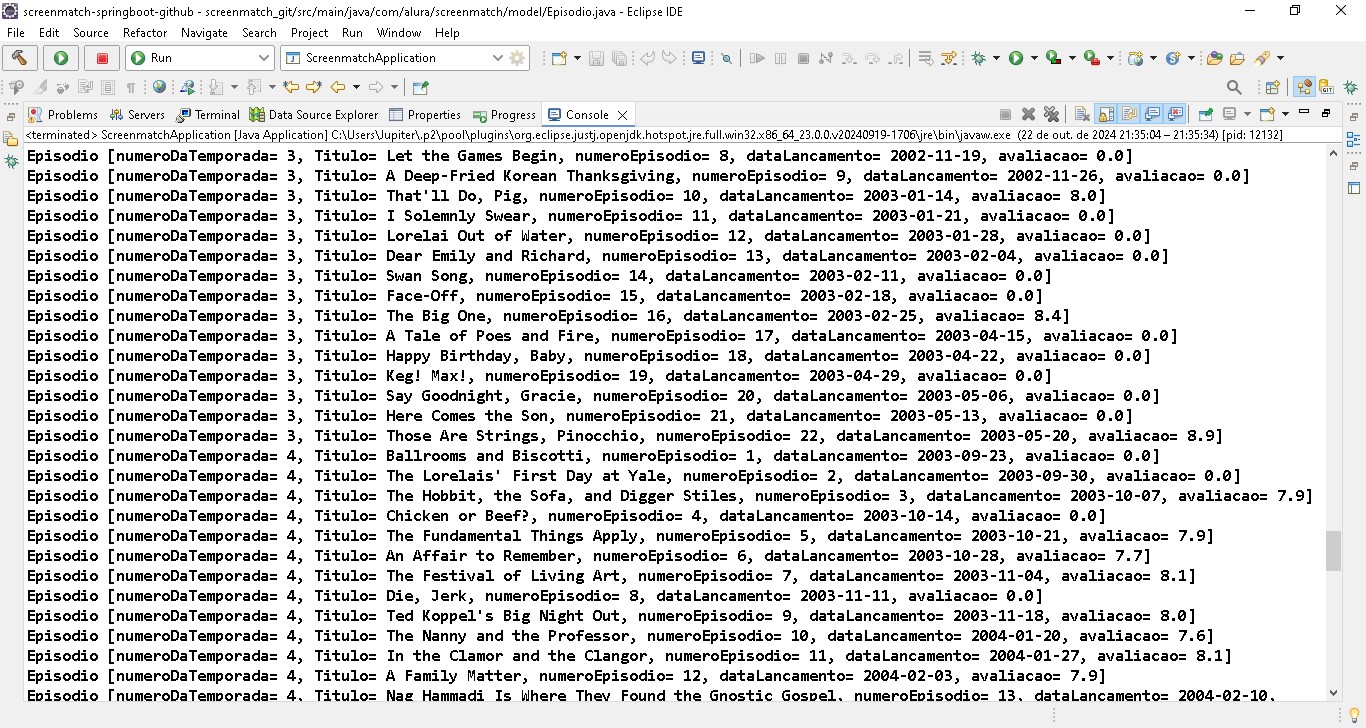 screenmatch-springboot-github - screenmatch_git/src/main/java/com/alura/screenmatch/model/Episodio.java - Eclipse IDE
File Edit Source Refactor Navigate Search Project Run Window Help
Run ScreenmatchApplication
Problems Servers Terminal Data Source Explorer Properties Progress Console
<terminated> ScreenmatchApplication [Java Application] C:\Users\Jupiter\.p2\pool\plugins\org.eclipse.justj.openjdk.hotspot.jre.full.win32.x86_64_23.0.0.v20240919-1706\jre\bin\javaw.exe (22 de out. de 2024 21:35:04 – 21:35:34) [pid: 12132]
Episodio [numeroDaTemporada= 3, Titulo= Let the Games Begin, numeroEpisodio= 8, dataLancamento= 2002-11-19, avaliacao= 0.0]
Episodio [numeroDaTemporada= 3, Titulo= A Deep-Fried Korean Thanksgiving, numeroEpisodio= 9, dataLancamento= 2002-11-26, avaliacao= 0.0]
Episodio [numeroDaTemporada= 3, Titulo= That'll Do, Pig, numeroEpisodio= 10, dataLancamento= 2003-01-14, avaliacao= 8.0]
Episodio [numeroDaTemporada= 3, Titulo= I Solemnly Swear, numeroEpisodio= 11, dataLancamento= 2003-01-21, avaliacao= 0.0]
Episodio [numeroDaTemporada= 3, Titulo= Lorelai Out of Water, numeroEpisodio= 12, dataLancamento= 2003-01-28, avaliacao= 0.0]
Episodio [numeroDaTemporada= 3, Titulo= Dear Emily and Richard, numeroEpisodio= 13, dataLancamento= 2003-02-04, avaliacao= 0.0]
Episodio [numeroDaTemporada= 3, Titulo= Swan Song, numeroEpisodio= 14, dataLancamento= 2003-02-11, avaliacao= 0.0]
Episodio [numeroDaTemporada= 3, Titulo= Face-Off, numeroEpisodio= 15, dataLancamento= 2003-02-18, avaliacao= 0.0]
Episodio [numeroDaTemporada= 3, Titulo= The Big One, numeroEpisodio= 16, dataLancamento= 2003-02-25, avaliacao= 8.4]
Episodio [numeroDaTemporada= 3, Titulo= A Tale of Poes and Fire, numeroEpisodio= 17, dataLancamento= 2003-04-15, avaliacao= 0.0]
Episodio [numeroDaTemporada= 3, Titulo= Happy Birthday, Baby, numeroEpisodio= 18, dataLancamento= 2003-04-22, avaliacao= 0.0]
Episodio [numeroDaTemporada= 3, Titulo= Keg! Max!, numeroEpisodio= 19, dataLancamento= 2003-04-29, avaliacao= 0.0]
Episodio [numeroDaTemporada= 3, Titulo= Say Goodnight, Gracie, numeroEpisodio= 20, dataLancamento= 2003-05-06, avaliacao= 0.0]
Episodio [numeroDaTemporada= 3, Titulo= Here Comes the Son, numeroEpisodio= 21, dataLancamento= 2003-05-13, avaliacao= 0.0]
Episodio [numeroDaTemporada= 3, Titulo= Those Are Strings, Pinocchio, numeroEpisodio= 22, dataLancamento= 2003-05-20, avaliacao= 8.9]
Episodio [numeroDaTemporada= 4, Titulo= Ballrooms and Biscotti, numeroEpisodio= 1, dataLancamento= 2003-09-23, avaliacao= 0.0]
Episodio [numeroDaTemporada= 4, Titulo= The Lorelais' First Day at Yale, numeroEpisodio= 2, dataLancamento= 2003-09-30, avaliacao= 0.0]
Episodio [numeroDaTemporada= 4, Titulo= The Hobbit, the Sofa, and Digger Stiles, numeroEpisodio= 3, dataLancamento= 2003-10-07, avaliacao= 7.9]
Episodio [numeroDaTemporada= 4, Titulo= Chicken or Beef?, numeroEpisodio= 4, dataLancamento= 2003-10-14, avaliacao= 0.0]
Episodio [numeroDaTemporada= 4, Titulo= The Fundamental Things Apply, numeroEpisodio= 5, dataLancamento= 2003-10-21, avaliacao= 7.9]
Episodio [numeroDaTemporada= 4, Titulo= An Affair to Remember, numeroEpisodio= 6, dataLancamento= 2003-10-28, avaliacao= 7.7]
Episodio [numeroDaTemporada= 4, Titulo= The Festival of Living Art, numeroEpisodio= 7, dataLancamento= 2003-11-04, avaliacao= 8.1]
Episodio [numeroDaTemporada= 4, Titulo= Die, Jerk, numeroEpisodio= 8, dataLancamento= 2003-11-11, avaliacao= 0.0]
Episodio [numeroDaTemporada= 4, Titulo= Ted Koppel's Big Night Out, numeroEpisodio= 9, dataLancamento= 2003-11-18, avaliacao= 8.0]
Episodio [numeroDaTemporada= 4, Titulo= The Nanny and the Professor, numeroEpisodio= 10, dataLancamento= 2004-01-20, avaliacao= 7.6]
Episodio [numeroDaTemporada= 4, Titulo= In the Clamor and the Clangor, numeroEpisodio= 11, dataLancamento= 2004-01-27, avaliacao= 8.1]
Episodio [numeroDaTemporada= 4, Titulo= A Family Matter, numeroEpisodio= 12, dataLancamento= 2004-02-03, avaliacao= 7.9]
Episodio [numeroDaTemporada= 4, Titulo= Nag Hammadi Is Where They Found the Gnostic Gospel, numeroEpisodio= 13, dataLancamento= 2004-02-10,